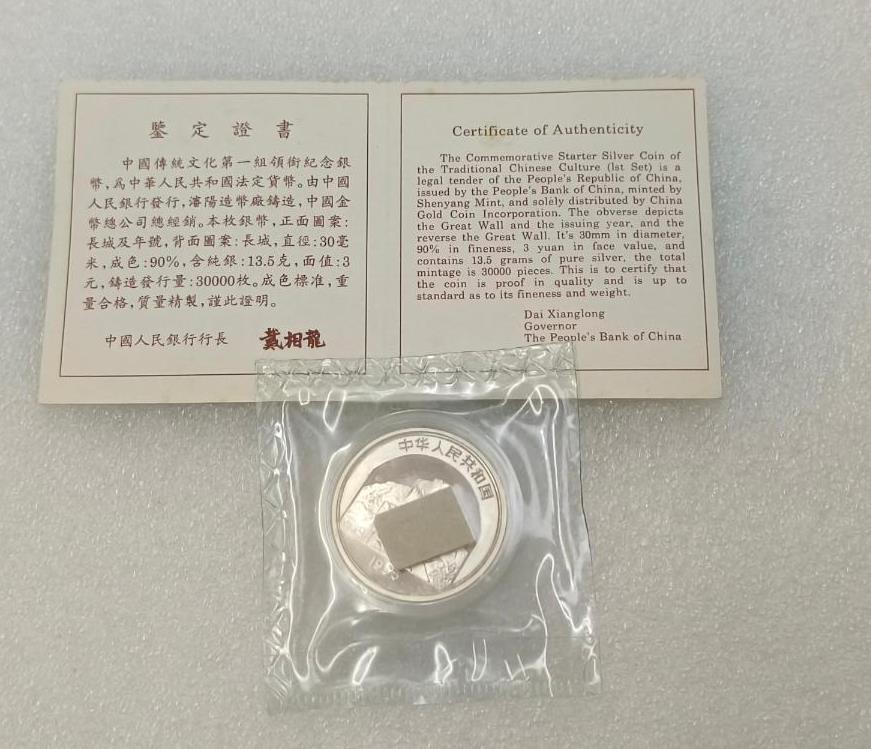 鑒定證書
中國傳統文化第一組領銜紀念銀
幣,爲中華人民共和國法定貨幣。由中國
人民銀行發行,瀋陽造幣廠鑄造,中國金
幣總公司總經銷。本枚銀幣,正面圖案:
長城及年號,背面圖案:長城,直徑:30毫
米,成色:90%,含純銀:13.5克,面值:3
元,鑄造發行量:30000枚。成色標准,重
量合格,質量精製,謹此證明。
中國人民銀行行長 戴相龍
Certificate of Authenticity
The Commemorative Starter Silver Coin of
the Traditional Chinese Culture (lst Set) is a
legal tender of the People's Republic of China,
issued by the People's Bank of China, minted by
Shenyang Mint, and solely distributed by China
Gold Coin Incorporation. The obverse depicts
the Great Wall and the issuing year, and the
reverse the Great Wall. It's 30mm in diameter,
90% in fineness, 3 yuan in face value, and
contains 13.5 grams of pure silver, the total
mintage is 30000 pieces. This is to certify that
the coin is proof in quality and is up to
standard as to its fineness and weight.
Dai Xianglong
Governor
The People's Bank of China
中华人民共和国
1995